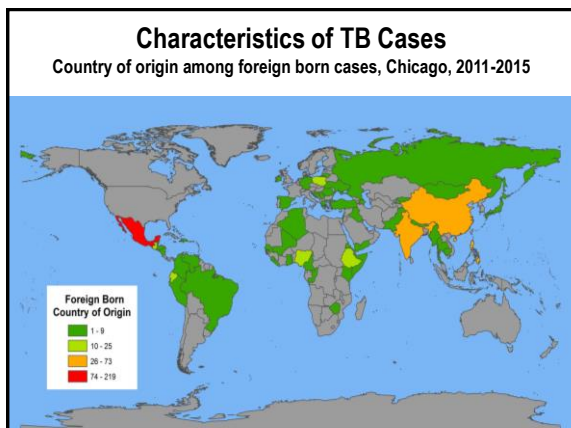 Characteristics of TB Cases
Country of origin among foreign born cases, Chicago, 2011-2015
Foreign Born
Country of Origin
1 - 9
10 - 25
26 - 73
74 - 219